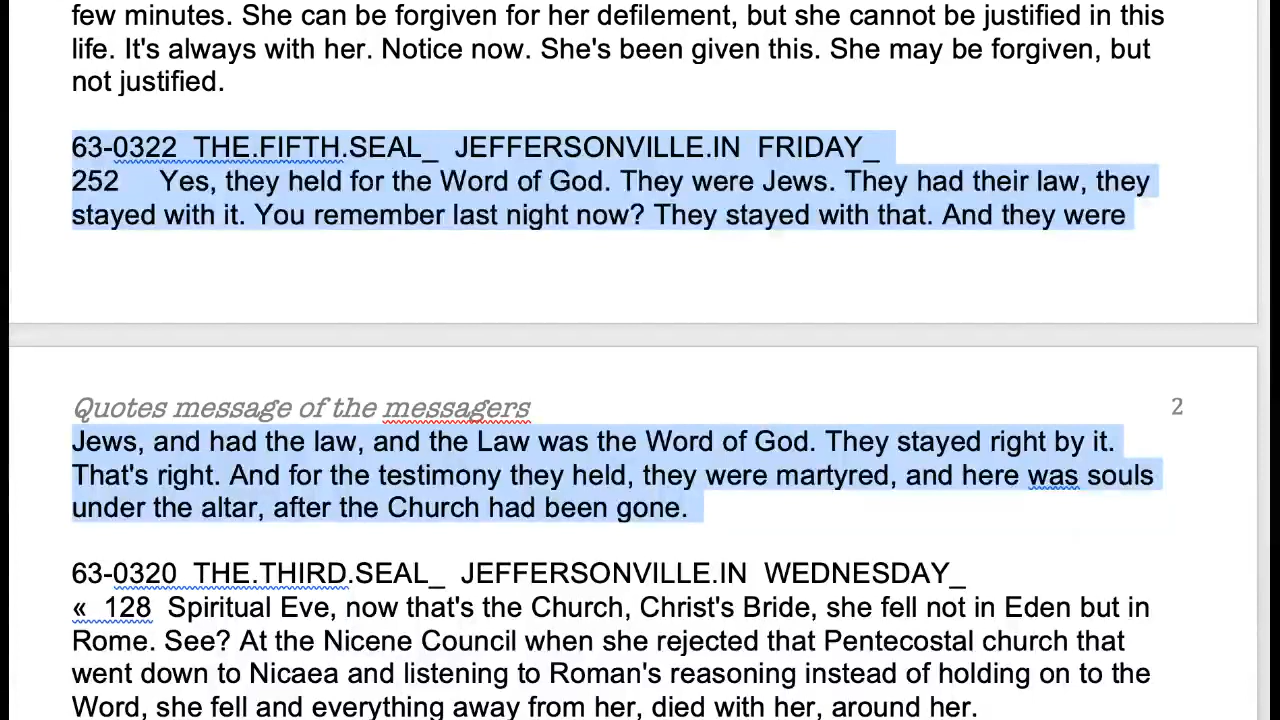 few minutes. She can be forgiven for her defilement, but she cannot be justified in this
life. It's always with her. Notice now. She's been given this. She may be forgiven, but
not justified.
63-0322  THE.FIFTH.SEAL_  JEFFERSONVILLE.IN  FRIDAY_
252 Yes, they held for the Word of God. They were Jews. They had their law, they
stayed with it. You remember last night now? They stayed with that. And they were
Quotes message of the messagers 2
Jews, and had the law, and the Law was the Word of God. They stayed right by it.
That's right. And for the testimony they held, they were martyred, and here was souls
under the altar, after the Church had been gone.
63-0320  THE.THIRD.SEAL_  JEFFERSONVILLE.IN  WEDNESDAY_
«  128  Spiritual Eve, now that's the Church, Christ's Bride, she fell not in Eden but in
Rome. See? At the Nicene Council when she rejected that Pentecostal church that
went down to Nicaea and listening to Roman's reasoning instead of holding on to the
Word, she fell and everything away from her, died with her, around her.